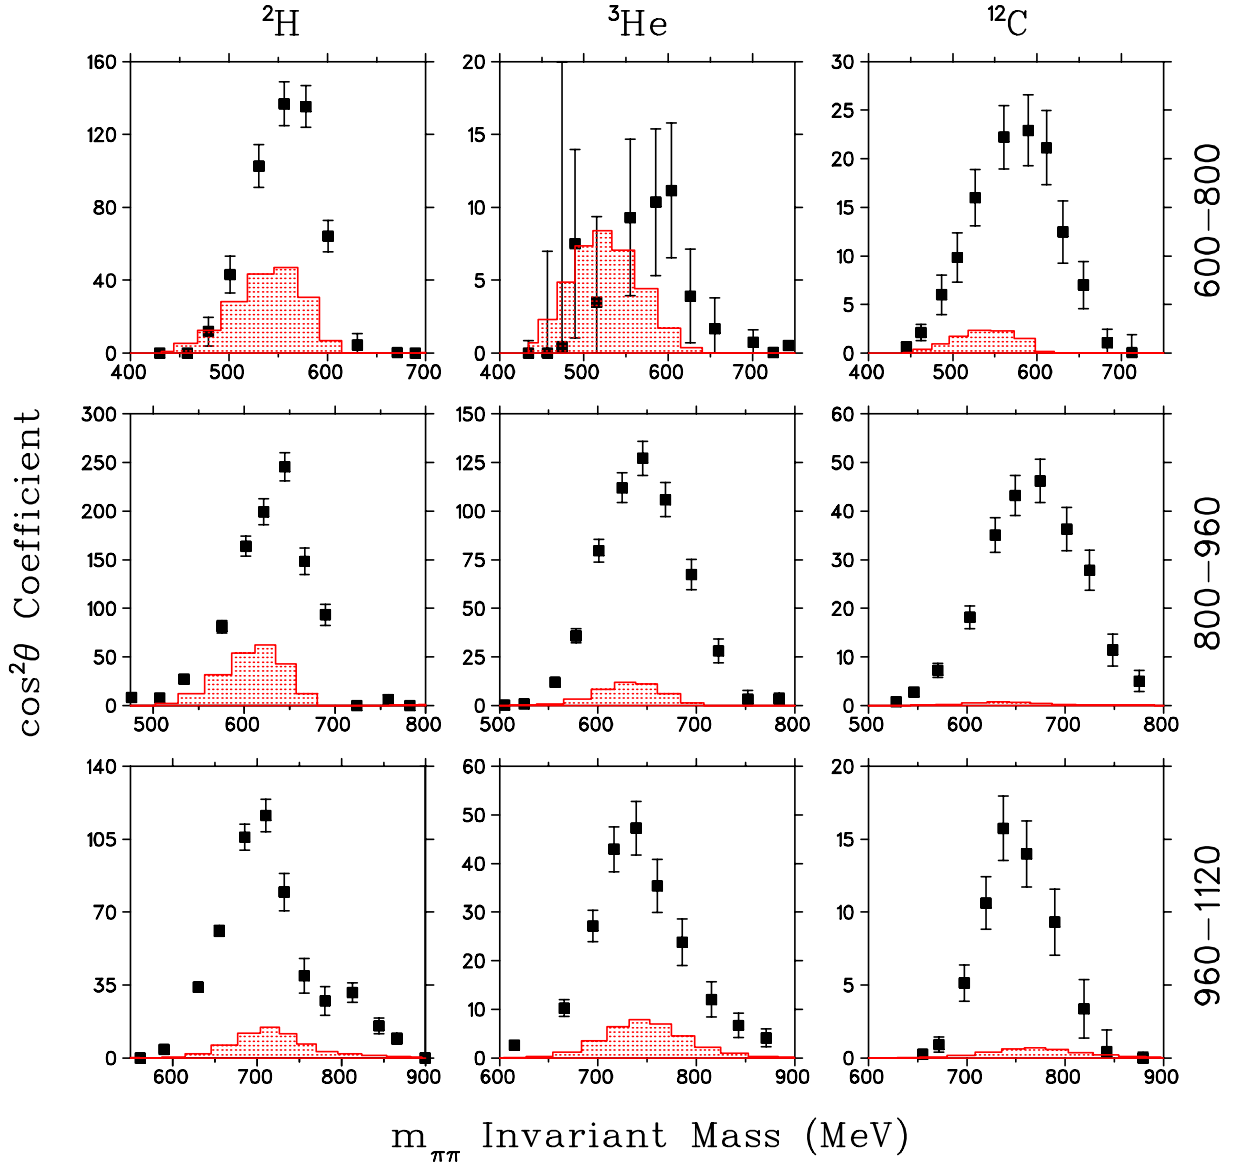 ²H ³He ¹²C
160 120 80 40 0
400 500 600 700
20 15 10 5 0
400 500 600 700
30 25 20 15 10 5 0
400 500 600 700
600−800
300 250 200 150 100 50 0
500 600 700 800
150 125 100 75 50 25 0
500 600 700 800
60 50 40 30 20 10 0
500 600 700 800
800−960
cos²θ Coefficient
140 105 70 35 0
600 700 800 900
60 50 40 30 20 10 0
600 700 800 900
20 15 10 5 0
600 700 800 900
960−1120
m_ππ Invariant Mass (MeV)